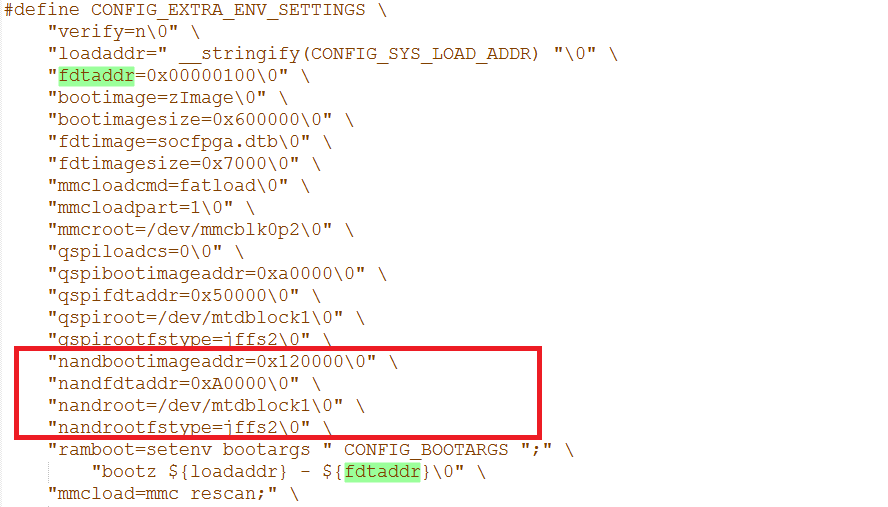 #define CONFIG_EXTRA_ENV_SETTINGS \
"verify=n\0" \
"loadaddr=" __stringify(CONFIG_SYS_LOAD_ADDR) "\0" \
"fdtaddr=0x00000100\0" \
"bootimage=zImage\0" \
"bootimagesize=0x600000\0" \
"fdtimage=socfpga.dtb\0" \
"fdtimagesize=0x7000\0" \
"mmcloadcmd=fatload\0" \
"mmcloadpart=1\0" \
"mmcroot=/dev/mmcblk0p2\0" \
"qspiloadcs=0\0" \
"qspibootimageaddr=0xa0000\0" \
"qspifdtaddr=0x50000\0" \
"qspiroot=/dev/mtdblock1\0" \
"qspirootfstype=jffs2\0" \
"nandbootimageaddr=0x120000\0" \
"nandfdtaddr=0xA0000\0" \
"nandroot=/dev/mtdblock1\0" \
"nandrootfstype=jffs2\0" \
"ramboot=setenv bootargs " CONFIG_BOOTARGS ";" \
"bootz ${loadaddr} - ${fdtaddr}\0" \
"mmcload=mmc rescan;" \